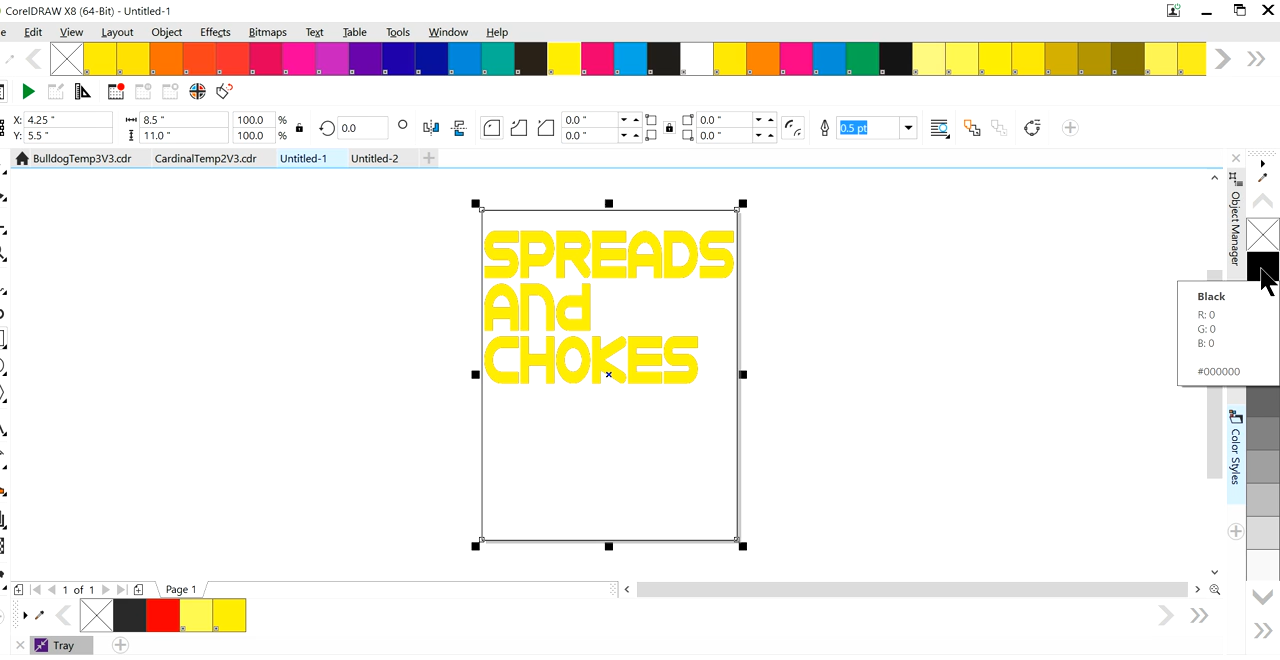 CorelDRAW X8 (64-Bit) - Untitled-1
e Edit View Layout Object Effects Bitmaps Text Table Tools Window Help
X: 4.25 " 8.5 " 100.0 % 0.0 0.0 " 0.0 " 0.5 pt
Y: 5.5 " 11.0 " 100.0 % 0.0 " 0.0 "
BulldogTemp3V3.cdr CardinalTemp2V3.cdr Untitled-1 Untitled-2
Object Manager
SPREADS
ANd
CHOKES
Black
R: 0
G: 0
B: 0
#000000
Color Styles
1 of 1 Page 1
Tray